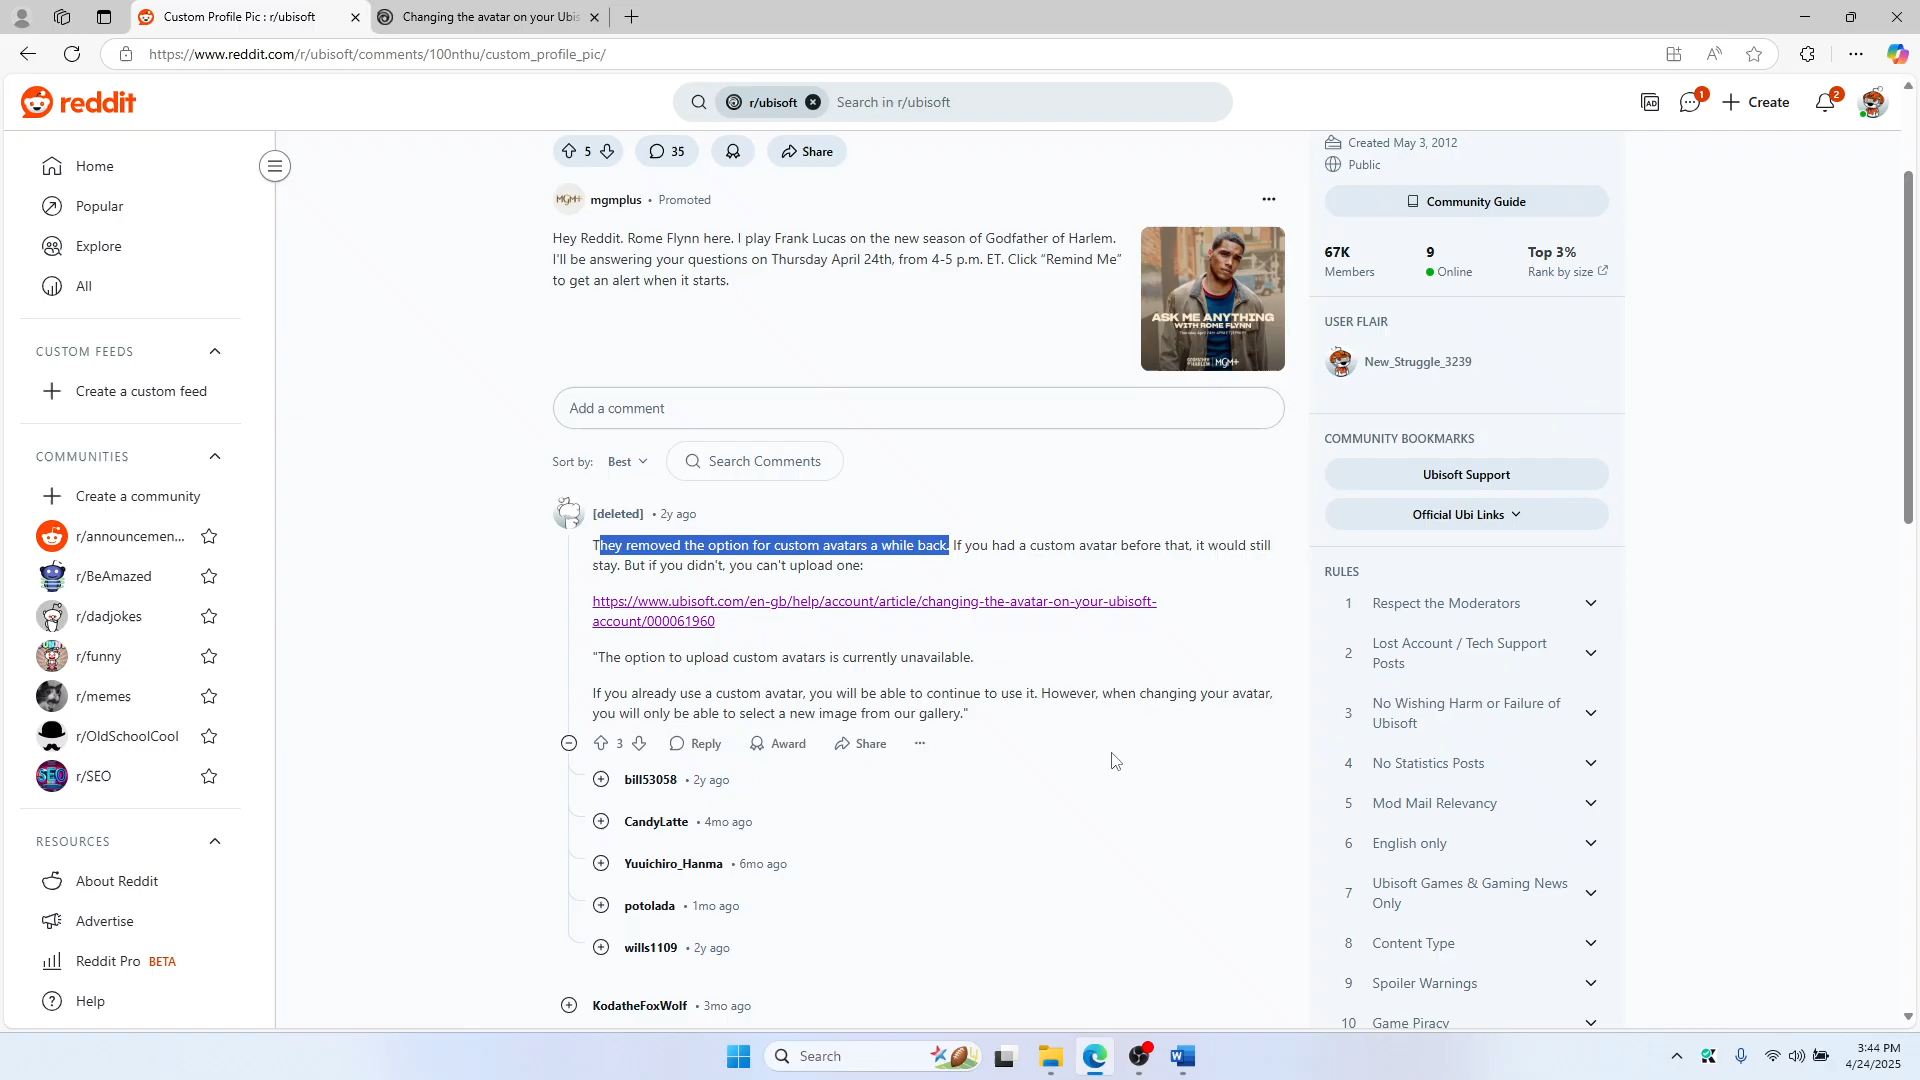 Custom Profile Pic : r/ubisoft
Changing the avatar on your Ubis
https://www.reddit.com/r/ubisoft/comments/100nthu/custom_profile_pic/
reddit
r/ubisoft
Search in r/ubisoft
AD
1
Create
2
Home
Popular
Explore
All
CUSTOM FEEDS
Create a custom feed
COMMUNITIES
Create a community
r/announcemen...
r/BeAmazed
r/dadjokes
r/funny
r/memes
r/OldSchoolCool
SEO
r/SEO
RESOURCES
About Reddit
Advertise
Reddit Pro BETA
Help
5
35
Share
MGM+
mgmplus • Promoted
Hey Reddit. Rome Flynn here. I play Frank Lucas on the new season of Godfather of Harlem.
I'll be answering your questions on Thursday April 24th, from 4-5 p.m. ET. Click “Remind Me”
to get an alert when it starts.
ASK ME ANYTHING
WITH ROME FLYNN
MGM+
Add a comment
Sort by: Best
Search Comments
[deleted] • 2y ago
They removed the option for custom avatars a while back. If you had a custom avatar before that, it would still
stay. But if you didn't, you can't upload one:
https://www.ubisoft.com/en-gb/help/account/article/changing-the-avatar-on-your-ubisoft-
account/000061960
"The option to upload custom avatars is currently unavailable.
If you already use a custom avatar, you will be able to continue to use it. However, when changing your avatar,
you will only be able to select a new image from our gallery."
3
Reply
Award
Share
bill53058 • 2y ago
CandyLatte • 4mo ago
Yuuichiro_Hanma • 6mo ago
potolada • 1mo ago
wills1109 • 2y ago
KodatheFoxWolf • 3mo ago
Created May 3, 2012
Public
Community Guide
67K
Members
9
Online
Top 3%
Rank by size
USER FLAIR
New_Struggle_3239
COMMUNITY BOOKMARKS
Ubisoft Support
Official Ubi Links
RULES
1 Respect the Moderators
2 Lost Account / Tech Support
Posts
3 No Wishing Harm or Failure of
Ubisoft
4 No Statistics Posts
5 Mod Mail Relevancy
6 English only
7 Ubisoft Games & Gaming News
Only
8 Content Type
9 Spoiler Warnings
10 Game Piracy
Search
3:44 PM
4/24/2025